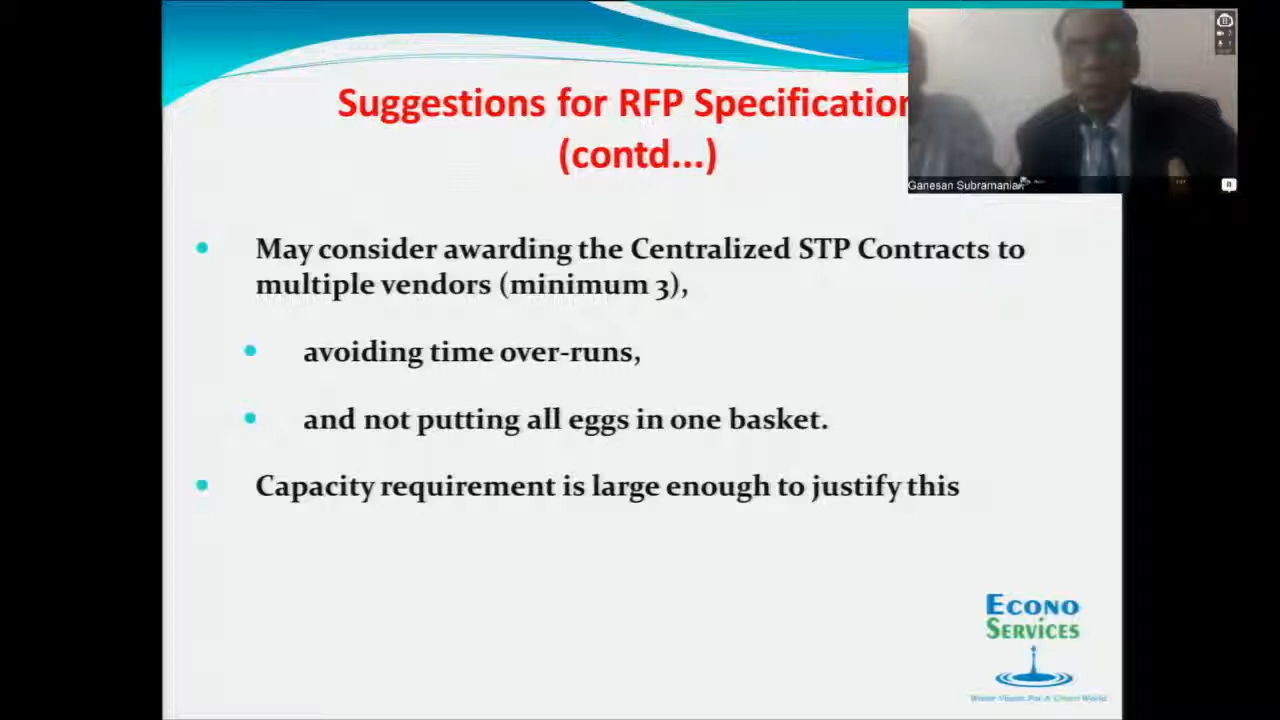 Suggestions for RFP Specification
(contd...)
Ganesan Subramanian
May consider awarding the Centralized STP Contracts to
multiple vendors (minimum 3),
avoiding time over-runs,
and not putting all eggs in one basket.
Capacity requirement is large enough to justify this
ECONO
SERVICES